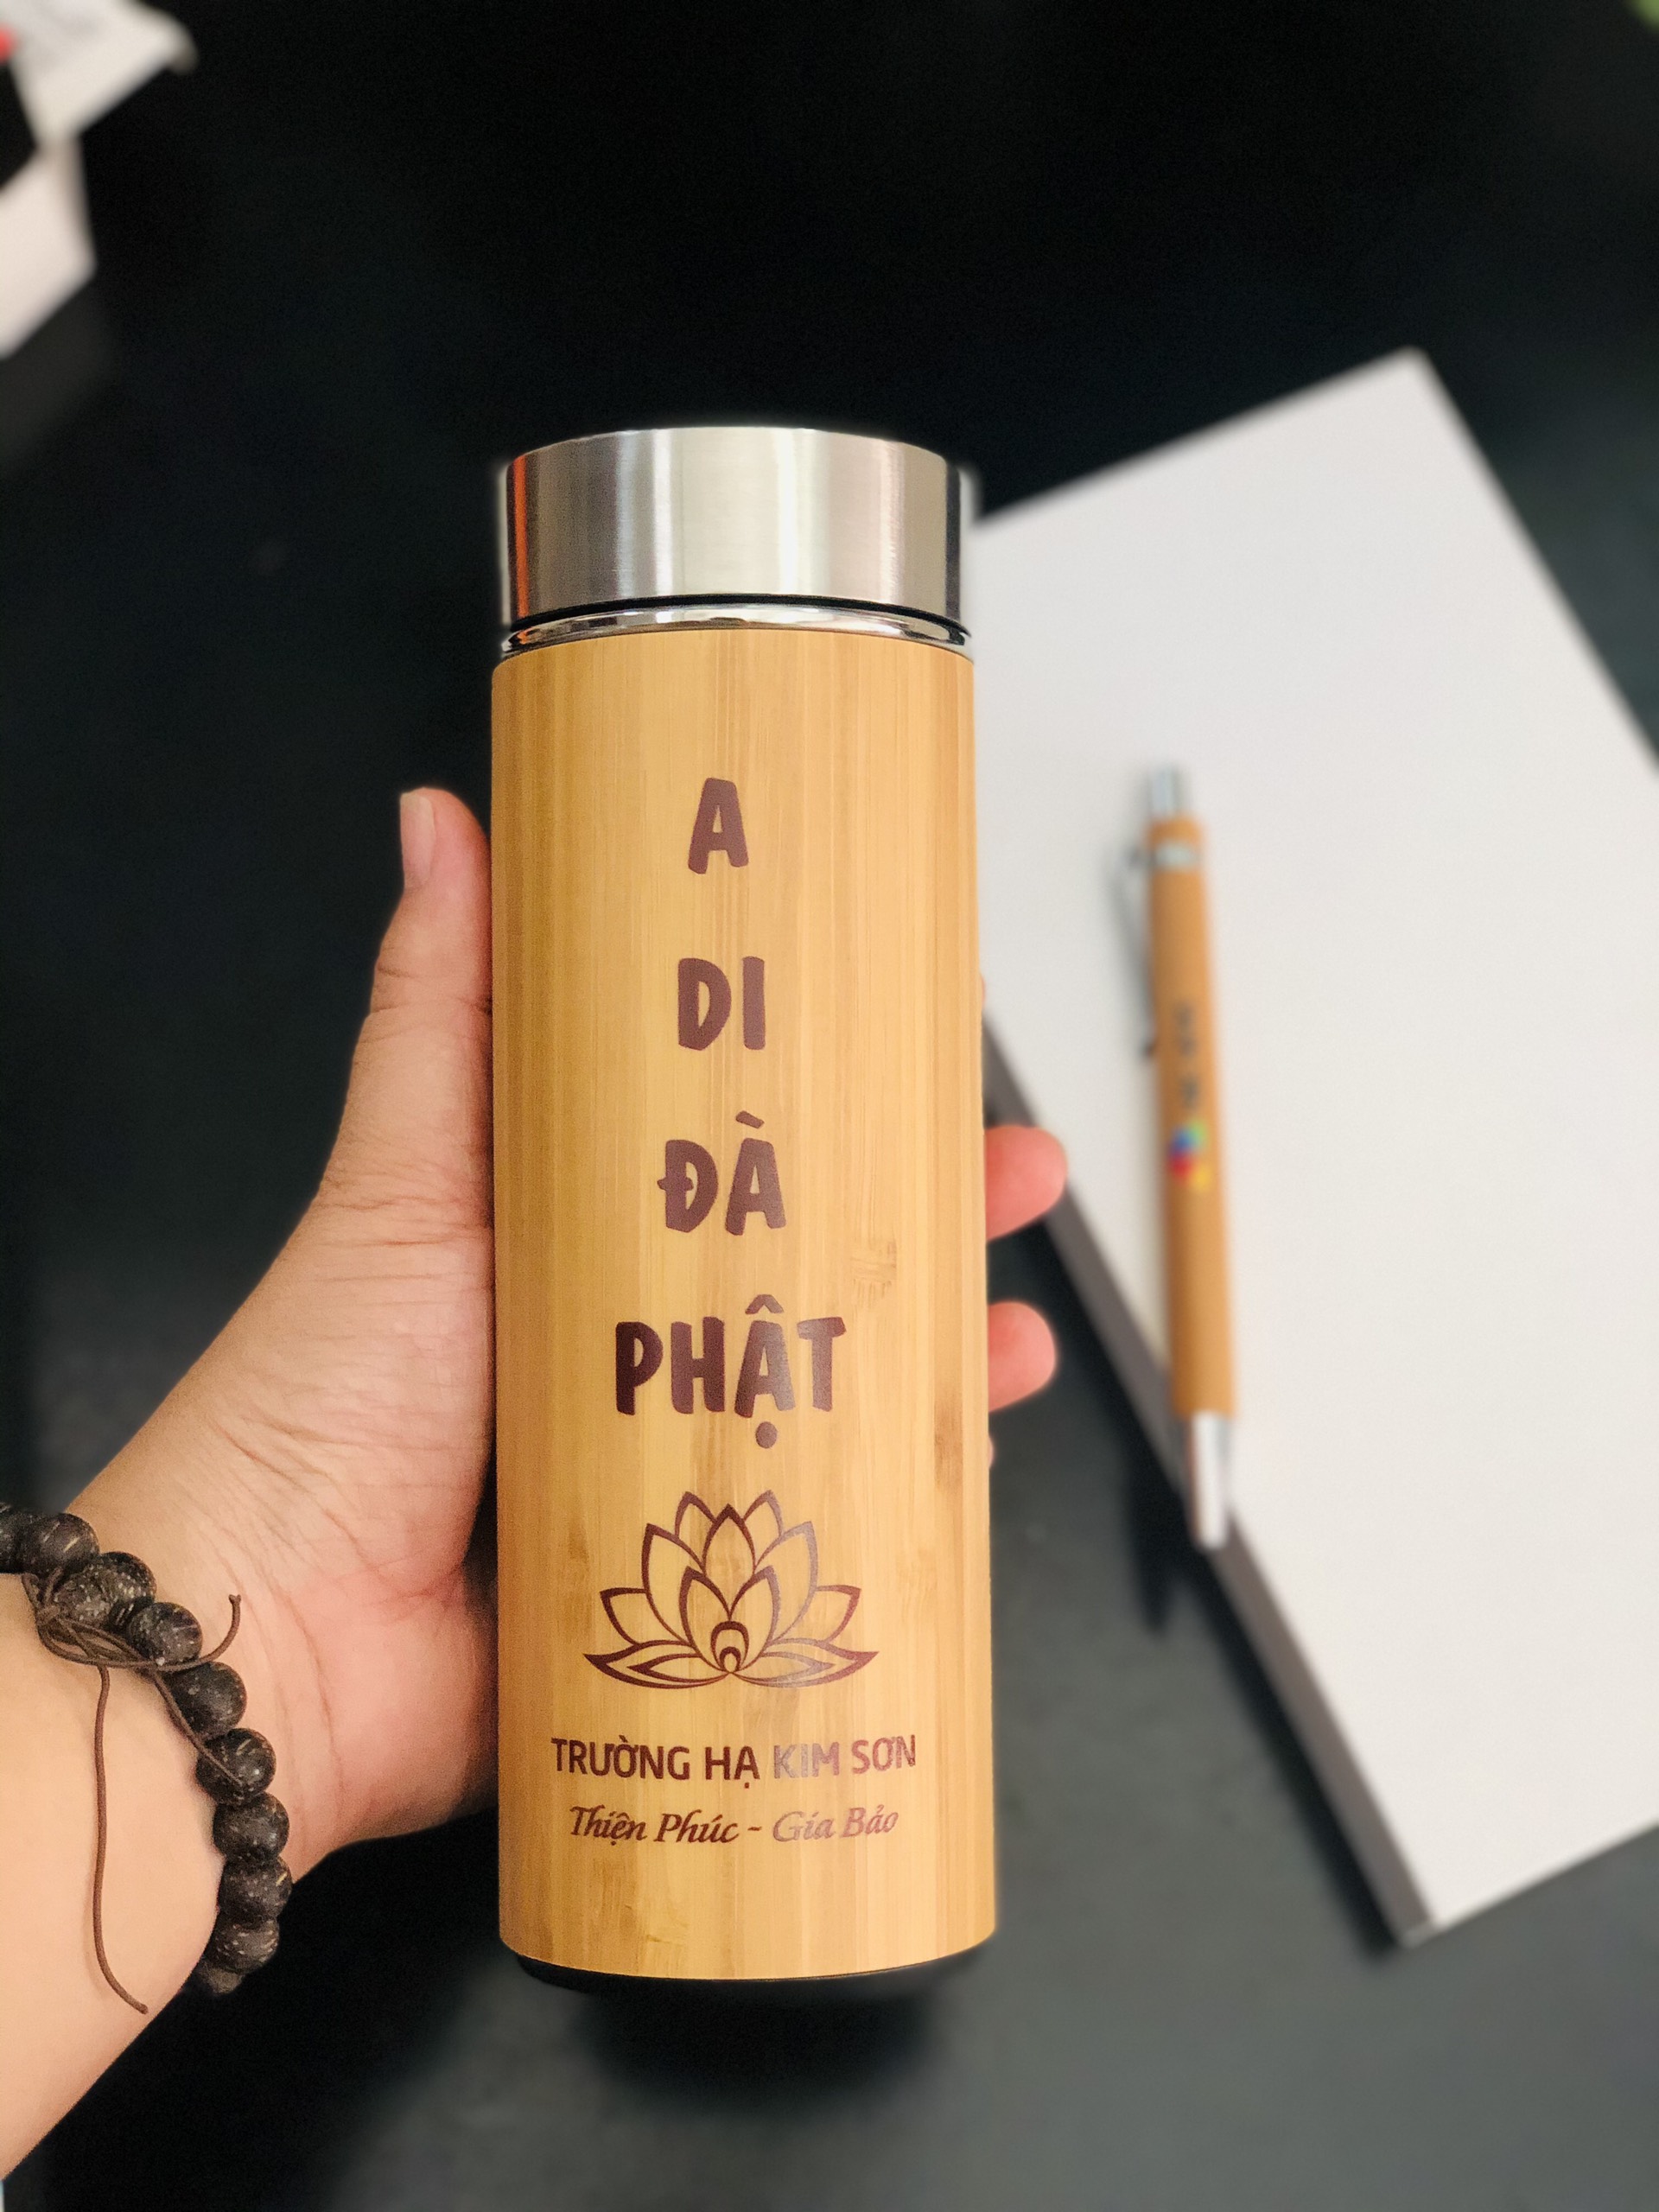 A
DI
ĐÀ
PHẬT
TRƯỜNG HẠ KIM SƠN
Thiện Phúc - Gia Bảo